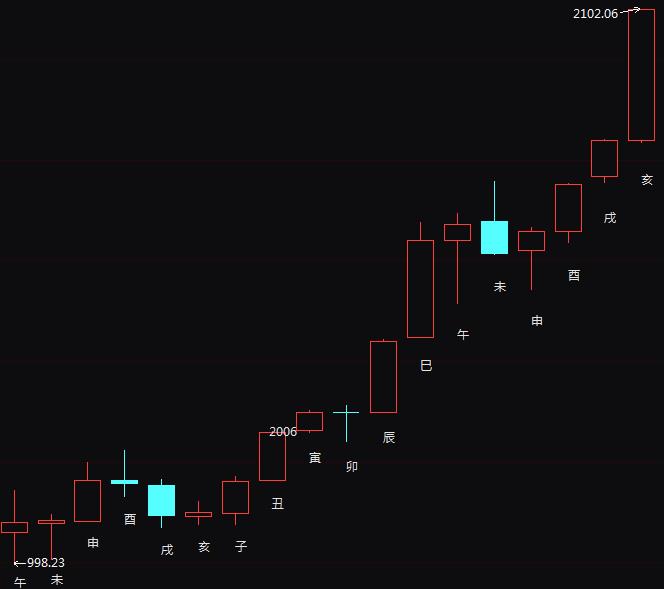 2102.06
亥
戌
酉
未
申
午
巳
2006
辰
寅
卯
丑
申
酉
戌
亥
子
998.23
午
未